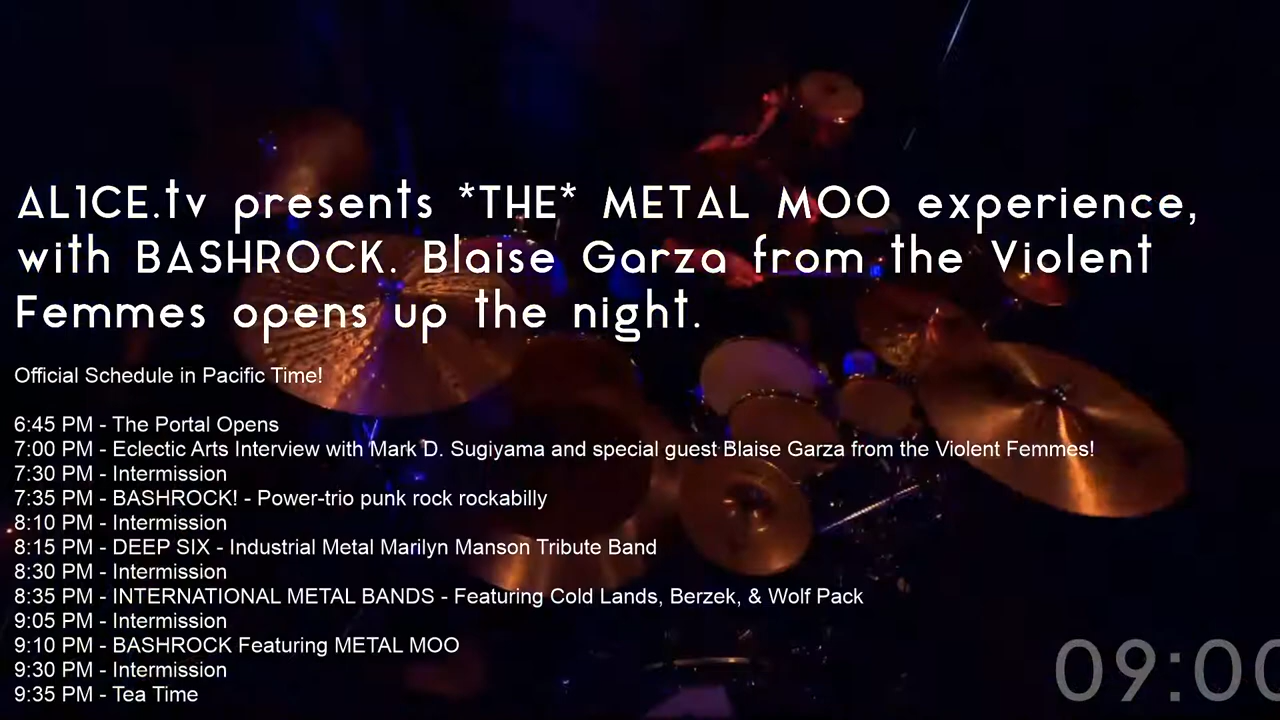 AL1CE.tv presents *THE* METAL MOO experience,
with BASHROCK. Blaise Garza from the Violent
Femmes opens up the night.
Official Schedule in Pacific Time!
6:45 PM - The Portal Opens
7:00 PM - Eclectic Arts Interview with Mark D. Sugiyama and special guest Blaise Garza from the Violent Femmes!
7:30 PM - Intermission
7:35 PM - BASHROCK! - Power-trio punk rock rockabilly
8:10 PM - Intermission
8:15 PM - DEEP SIX - Industrial Metal Marilyn Manson Tribute Band
8:30 PM - Intermission
8:35 PM - INTERNATIONAL METAL BANDS - Featuring Cold Lands, Berzek, & Wolf Pack
9:05 PM - Intermission
9:10 PM - BASHROCK Featuring METAL MOO
9:30 PM - Intermission
9:35 PM - Tea Time
09:00